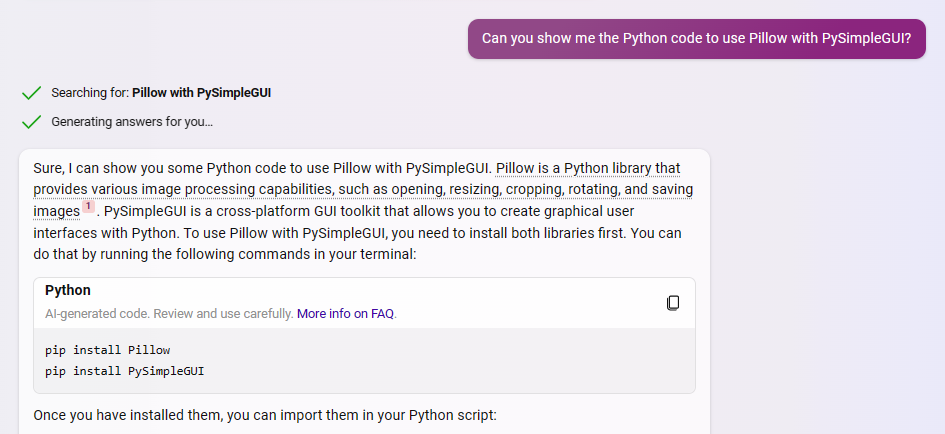 Can you show me the Python code to use Pillow with PySimpleGUI?
Searching for: Pillow with PySimpleGUI
Generating answers for you...
Sure, I can show you some Python code to use Pillow with PySimpleGUI. Pillow is a Python library that
provides various image processing capabilities, such as opening, resizing, cropping, rotating, and saving
images 1 . PySimpleGUI is a cross-platform GUI toolkit that allows you to create graphical user
interfaces with Python. To use Pillow with PySimpleGUI, you need to install both libraries first. You can
do that by running the following commands in your terminal:
Python
AI-generated code. Review and use carefully. More info on FAQ.
pip install Pillow
pip install PySimpleGUI
Once you have installed them, you can import them in your Python script: